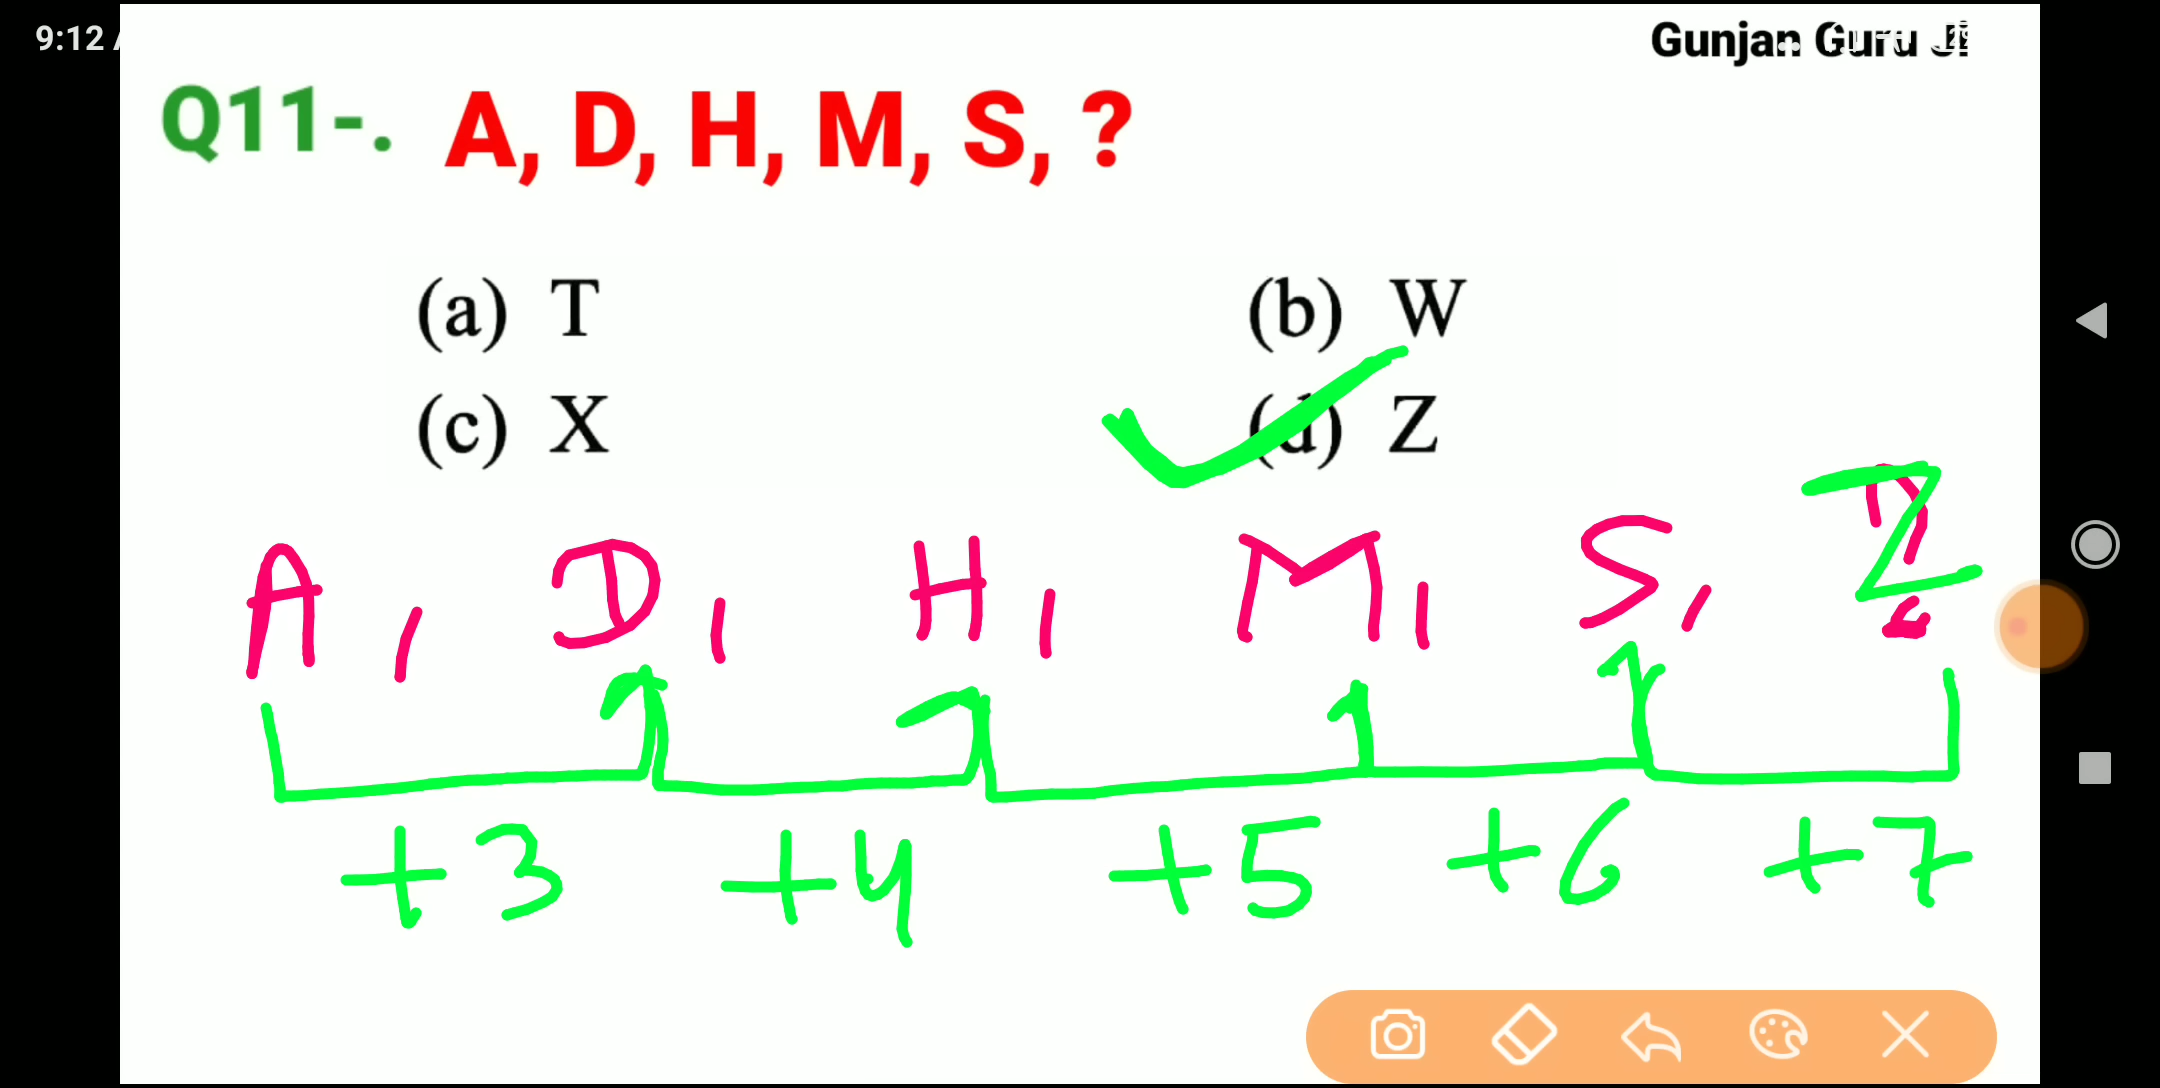 9:12
Gunjan Guru Ji
Q11-. A, D, H, M, S, ?
(a) T (b) W
(c) X (d) Z
A, D, H, M, S, Z
+3 +4 +5 +6 +7